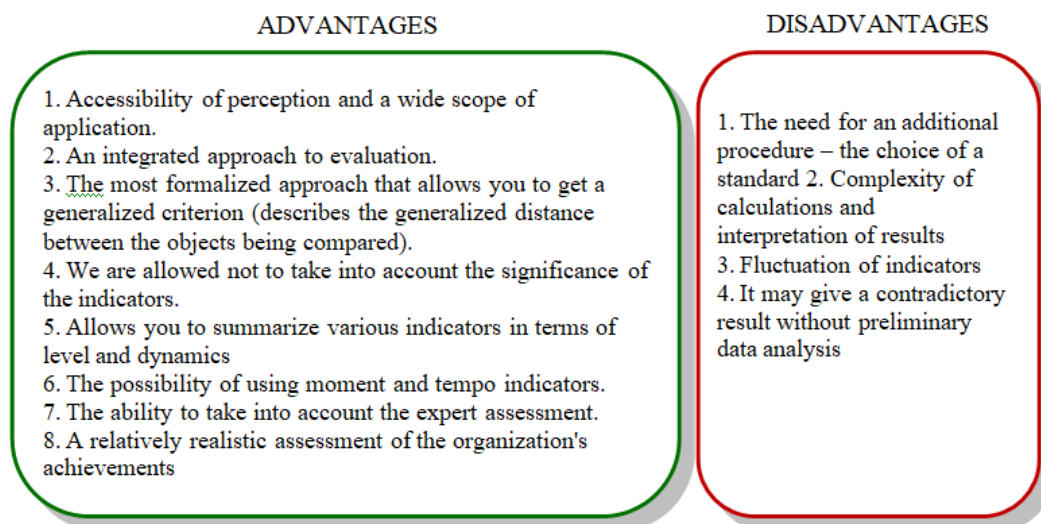 ADVANTAGES
1. Accessibility of perception and a wide scope of
application.
2. An integrated approach to evaluation.
3. The most formalized approach that allows you to get a
generalized criterion (describes the generalized distance
between the objects being compared).
4. We are allowed not to take into account the significance of
the indicators.
5. Allows you to summarize various indicators in terms of
level and dynamics
6. The possibility of using moment and tempo indicators.
7. The ability to take into account the expert assessment.
8. A relatively realistic assessment of the organization's
achievements
DISADVANTAGES
1. The need for an additional
procedure – the choice of a
standard 2. Complexity of
calculations and
interpretation of results
3. Fluctuation of indicators
4. It may give a contradictory
result without preliminary
data analysis